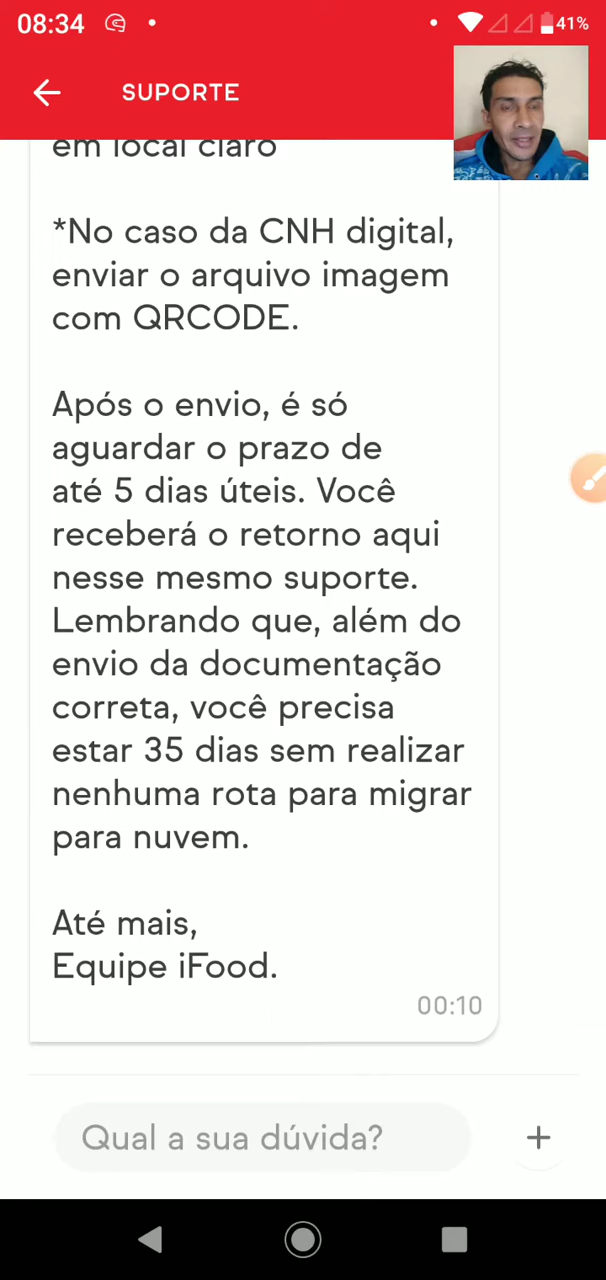 08:34
41%
SUPORTE
em local claro
*No caso da CNH digital,
enviar o arquivo imagem
com QRCODE.
Após o envio, é só
aguardar o prazo de
até 5 dias úteis. Você
receberá o retorno aqui
nesse mesmo suporte.
Lembrando que, além do
envio da documentação
correta, você precisa
estar 35 dias sem realizar
nenhuma rota para migrar
para nuvem.
Até mais,
Equipe iFood.
00:10
Qual a sua dúvida?